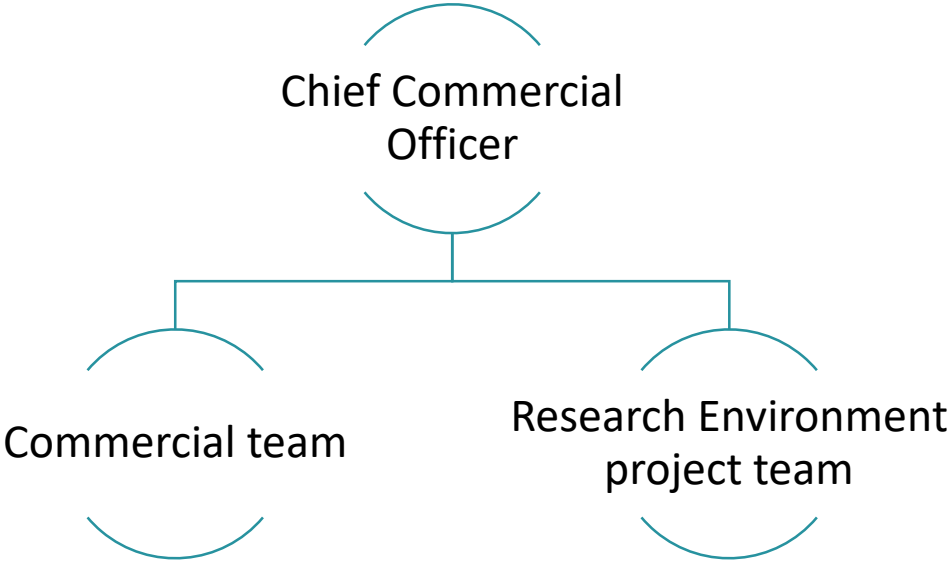 Chief Commercial
Officer
Commercial team
Research Environment
project team